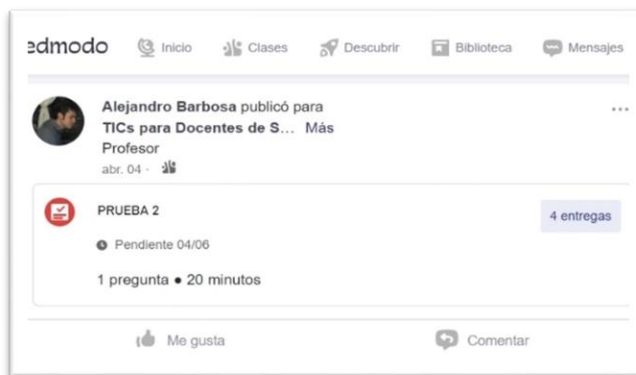 edmodo Inicio Clases Descubrir Biblioteca Mensajes
Alejandro Barbosa publicó para
TICs para Docentes de S... Más
Profesor
abr. 04 ·
PRUEBA 2
4 entregas
Pendiente 04/06
1 pregunta ● 20 minutos
Me gusta Comentar